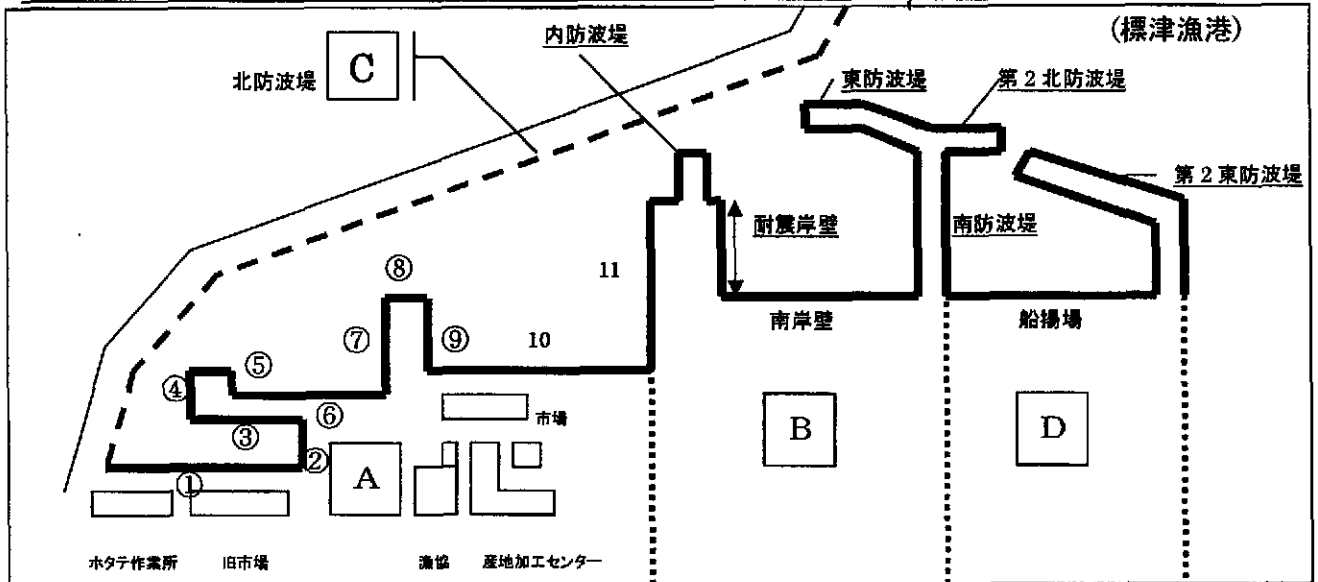 (標津漁港)
内防波堤
北防波堤
C
東防波堤
第2北防波堤
第2東防波堤
耐震岸壁
南防波堤
⑧
11
南岸壁
船揚場
⑦
⑨
10
⑤
④
⑥
③
市場
②
A
B
D
①
ホタテ作業所
旧市場
漁協
産地加工センター